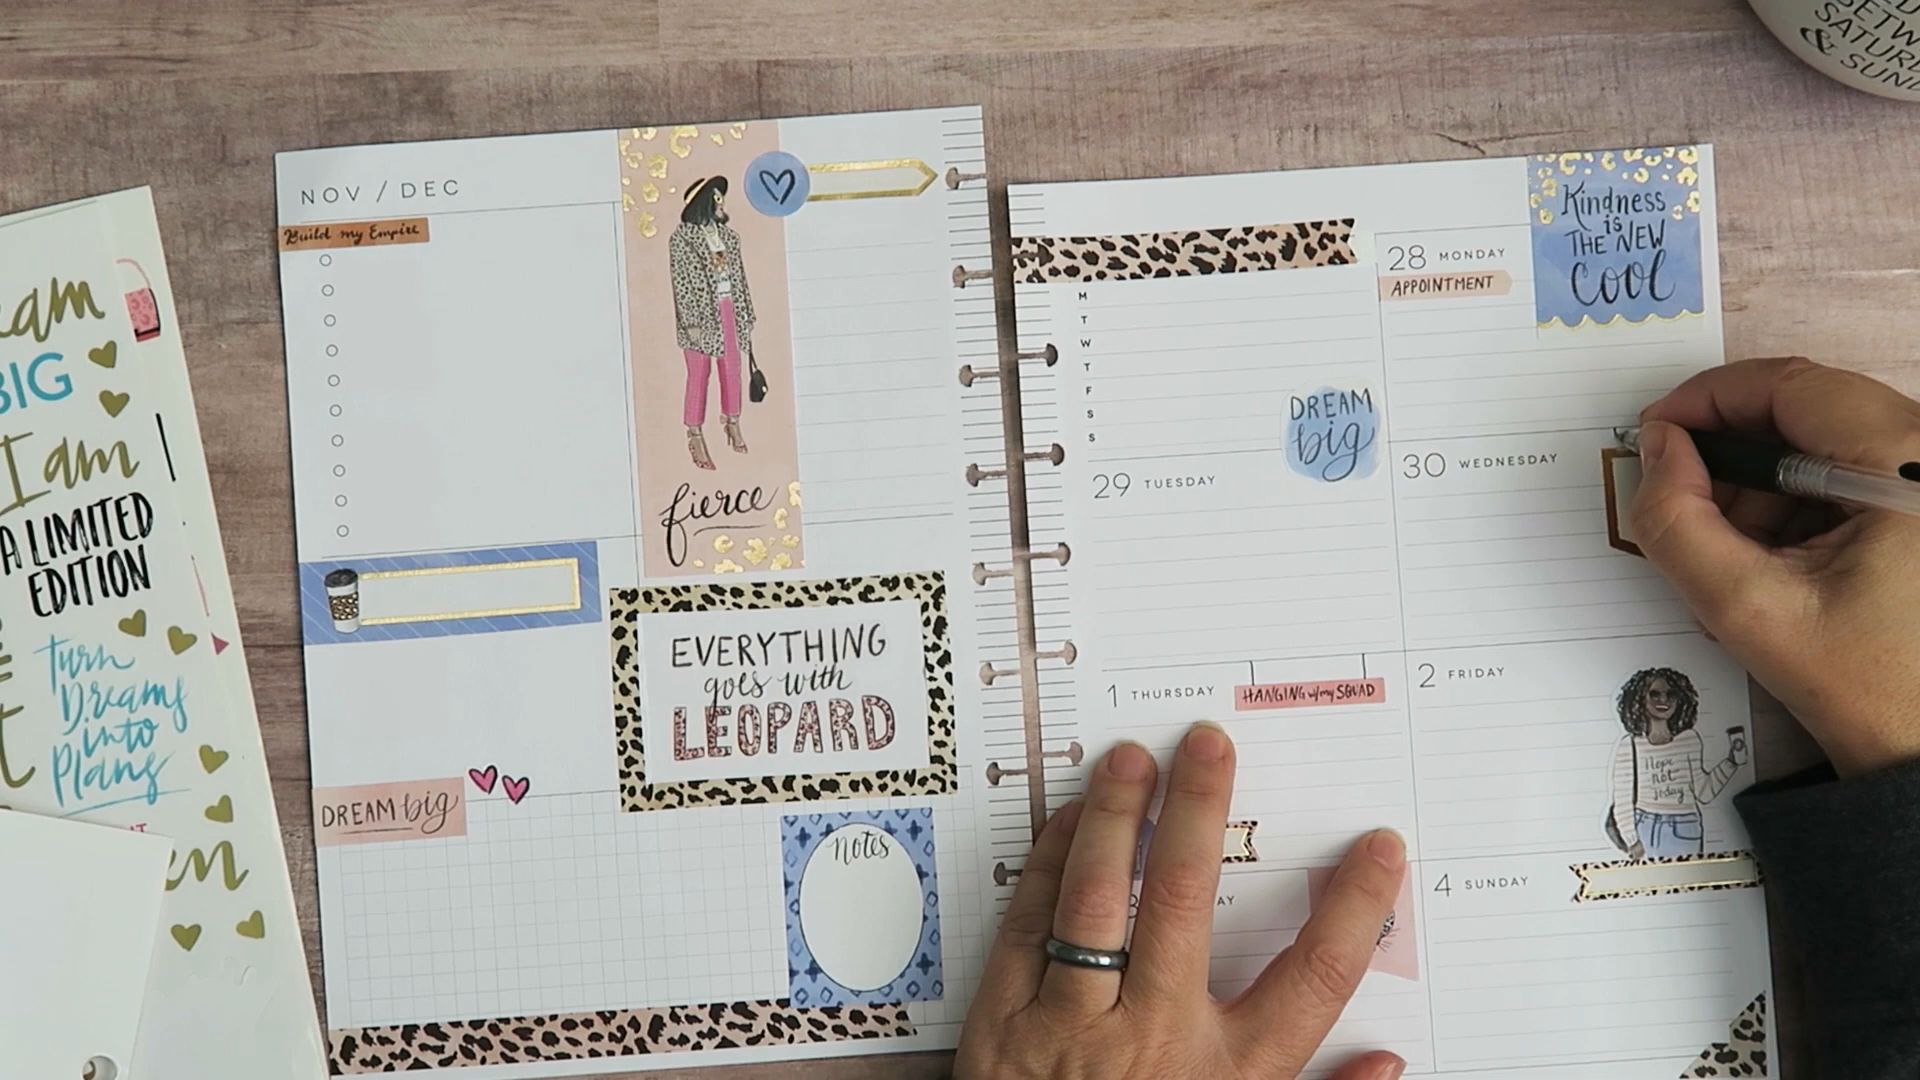 BIG
I am
A LIMITED
EDITION
Turn
Dreams
into
Plans
NOV / DEC
Build my Empire
fierce
EVERYTHING
goes with
LEOPARD
DREAM big
Notes
28 MONDAY
APPOINTMENT
Kindness
is
THE NEW
Cool
M
T
W
T
F
S
S
DREAM
big
29 TUESDAY
30 WEDNESDAY
1 THURSDAY
HANGING w/my SQUAD
2 FRIDAY
Nope
not
today
4 SUNDAY
&